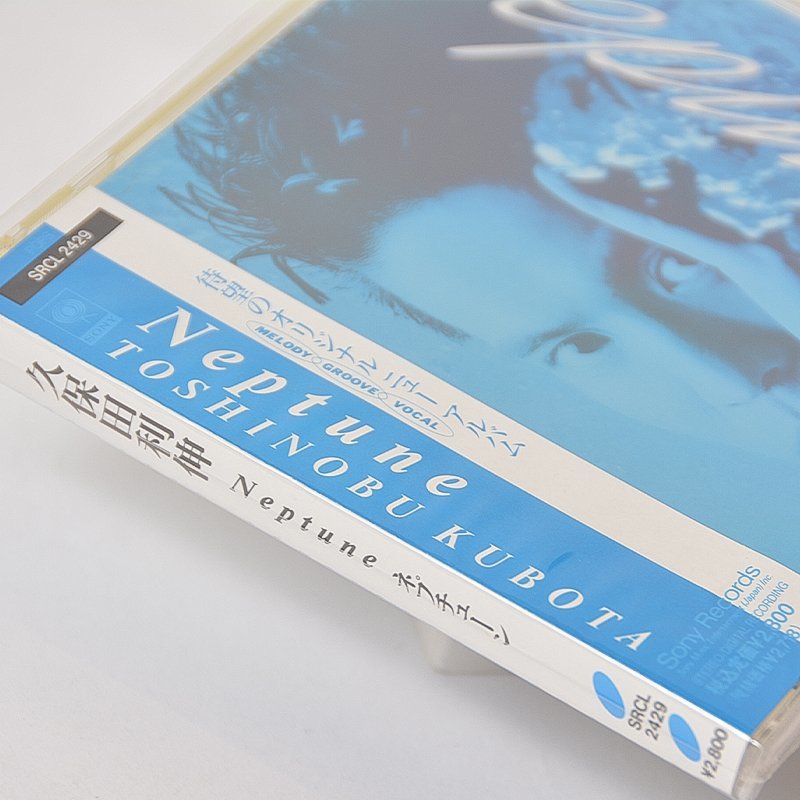 SRCL 2429
SONY
待望のオリジナル ニューアルバム
MELODY◇GROOVE◇VOCAL
Neptune
TOSHINOBU KUBOTA
久保田利伸 Neptune ネプチューン
SRCL
2429
¥2,800
Sony Records